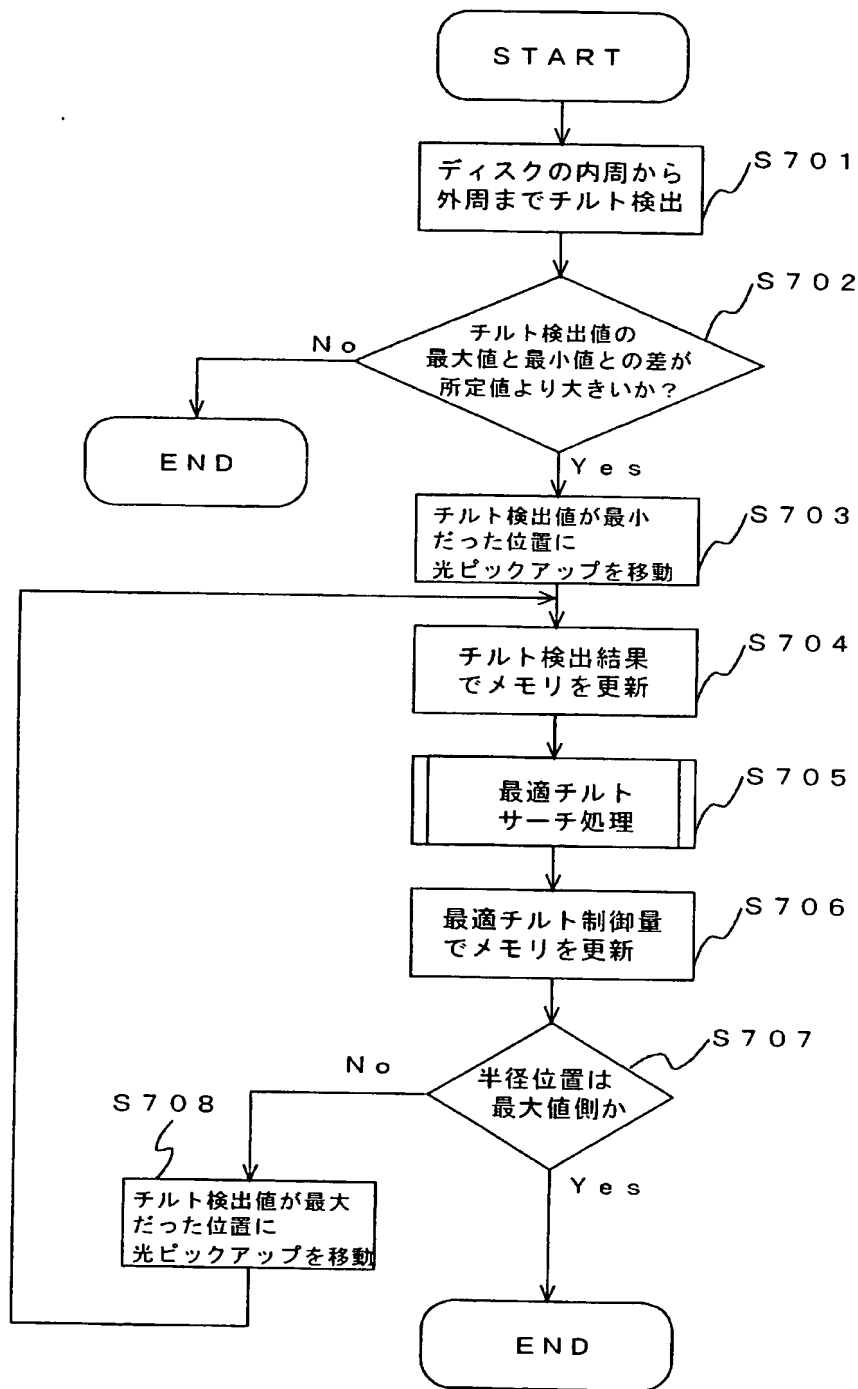 ＳＴＡＲＴ
ディスクの内周から
外周までチルト検出
Ｓ７０１
Ｓ７０２
チルト検出値の
最大値と最小値との差が
所定値より大きいか？
Ｎｏ
ＥＮＤ
Ｙｅｓ
チルト検出値が最小
だった位置に
光ピックアップを移動
Ｓ７０３
チルト検出結果
でメモリを更新
Ｓ７０４
最適チルト
サーチ処理
Ｓ７０５
最適チルト制御量
でメモリを更新
Ｓ７０６
Ｓ７０７
半径位置は
最大値側か
Ｎｏ
Ｓ７０８
チルト検出値が最大
だった位置に
光ピックアップを移動
Ｙｅｓ
ＥＮＤ